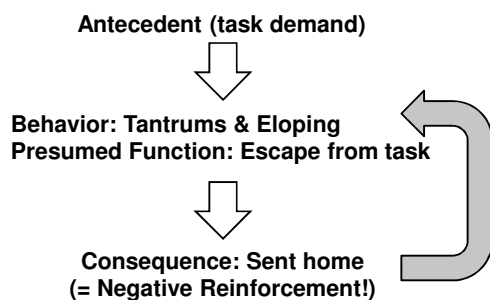 Antecedent (task demand)
Behavior: Tantrums & Eloping
Presumed Function: Escape from task
Consequence: Sent home
(= Negative Reinforcement!)